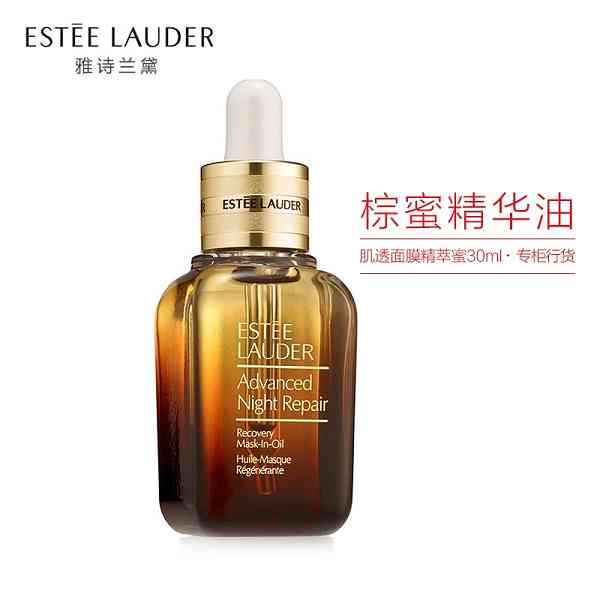 ESTĒE LAUDER
雅诗兰黛
ESTĒE LAUDER
棕蜜精华油
肌透面膜精萃蜜30ml·专柜行货
ESTĒE
LAUDER
Advanced
Night Repair
Recovery
Mask-In-Oil
Huile-Masque
Régénérante